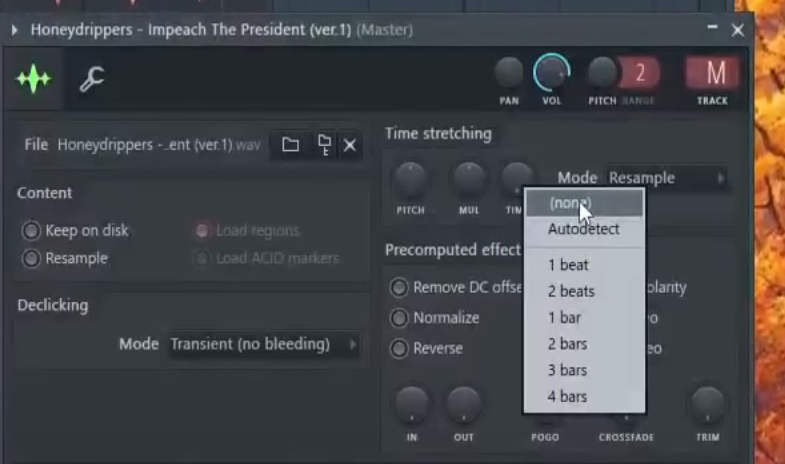 Honeydrippers - Impeach The President (ver.1) (Master)
2
M
PAN VOL PITCH RANGE TRACK
File Honeydrippers -..ent (ver.1).wav
Content
Keep on disk
Load regions
Resample
Load ACID markers
Declicking
Mode Transient (no bleeding)
Time stretching
Mode Resample
PITCH MUL TIM
(none)
Autodetect
1 beat
2 beats
1 bar
2 bars
3 bars
4 bars
Precomputed effect
Remove DC offse
olarity
Normalize
eo
Reverse
eo
IN OUT POGO CROSSFADE TRIM